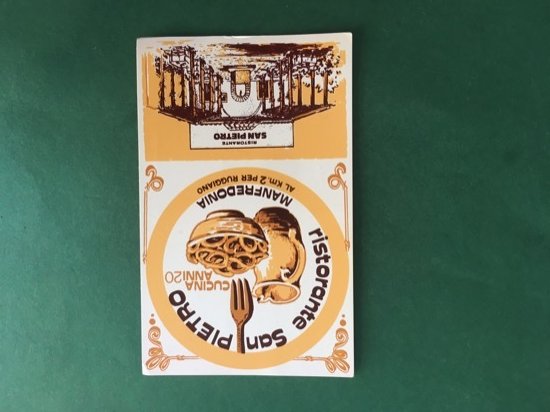 ristorante San PIETRO
CUCINA
ANNI 20
MANFREDONIA
AL Km. 2 PER RUGGIANO
RISTORANTE
SAN PIETRO